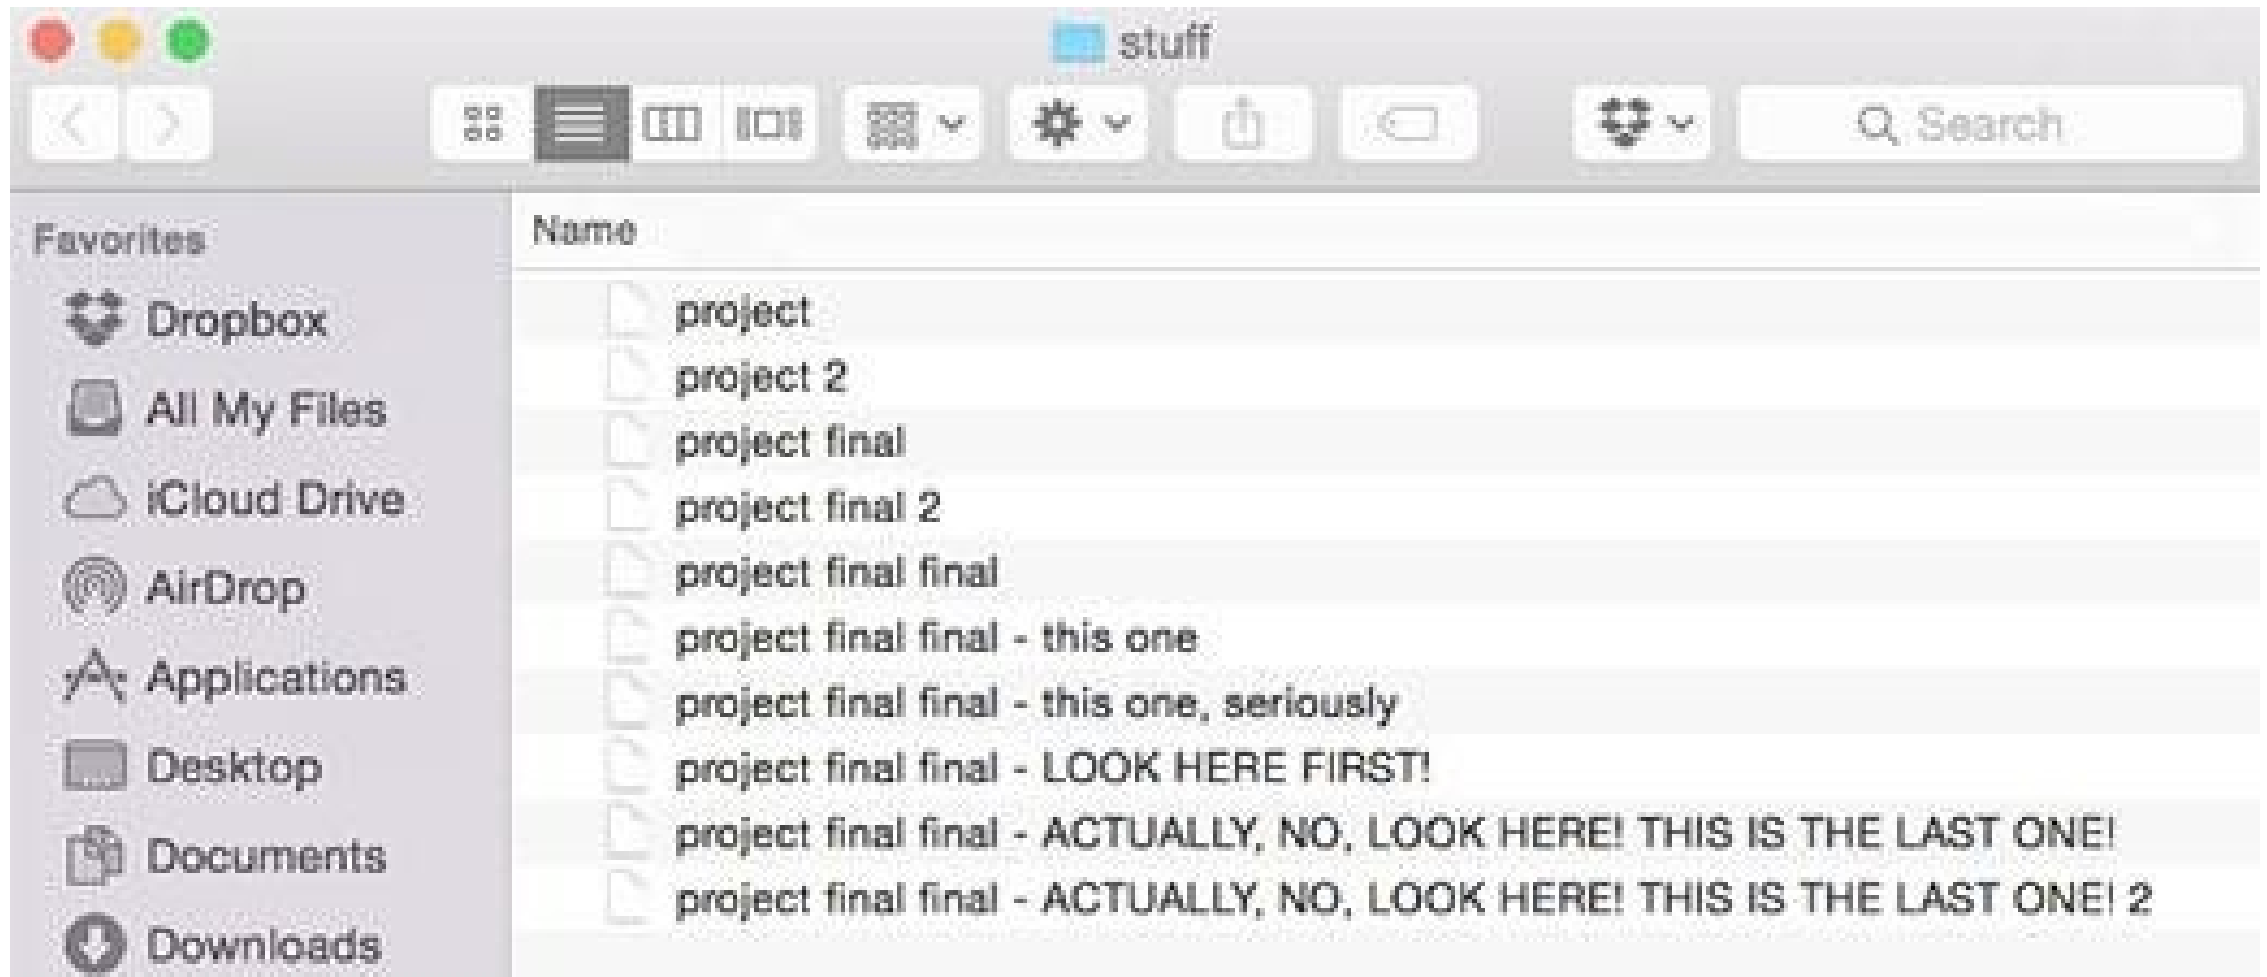 stuff
Search
Favorites
Dropbox
All My Files
iCloud Drive
AirDrop
Applications
Desktop
Documents
Downloads
Name
project
project 2
project final
project final 2
project final final
project final final - this one
project final final - this one, seriously
project final final - LOOK HERE FIRST!
project final final - ACTUALLY, NO, LOOK HERE! THIS IS THE LAST ONE!
project final final - ACTUALLY, NO, LOOK HERE! THIS IS THE LAST ONE! 2